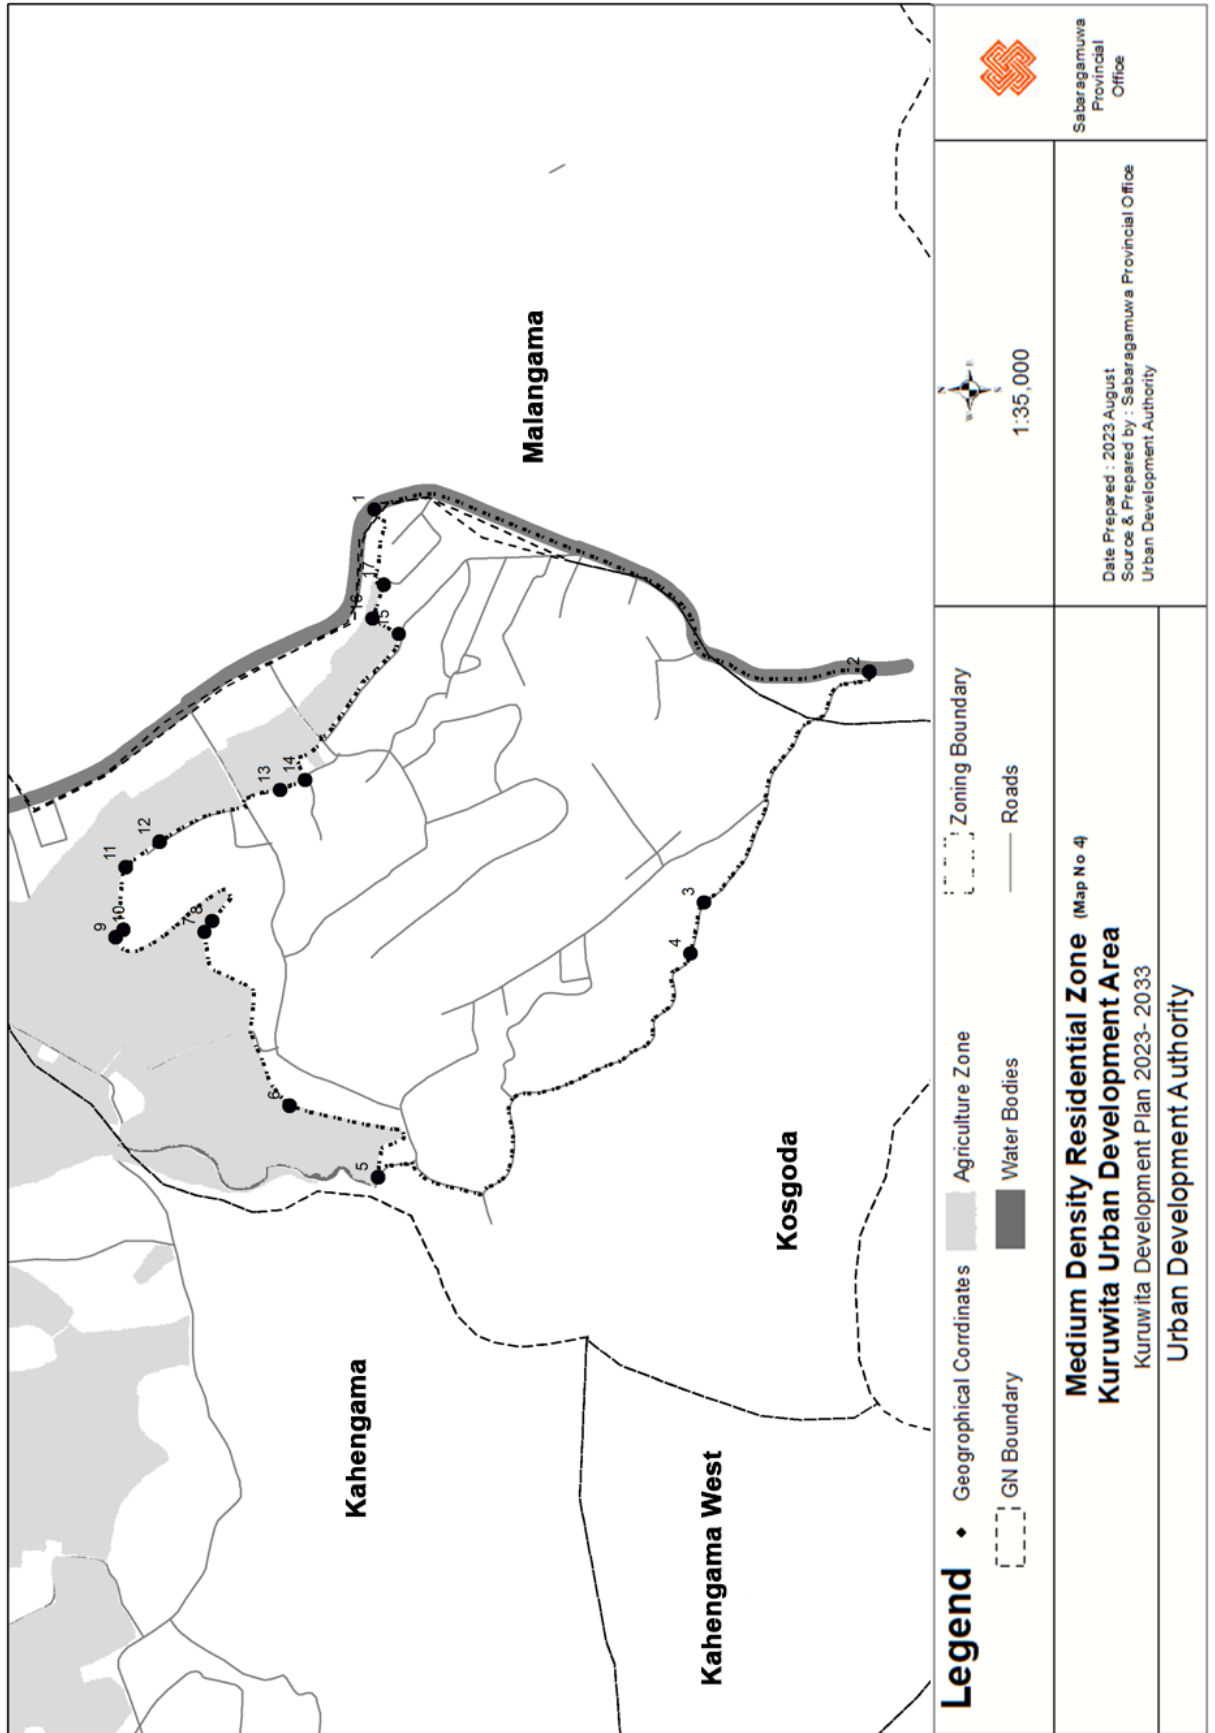 1
17
16
15
14
13
12
11
10
9
8
7
6
5
4
3
2
Malangama
Kosgoda
Kahengama
Kahengama West
Legend
Geographical Corrdinates
Agriculture Zone
Zoning Boundary
GN Boundary
Water Bodies
Roads
N
W
E
S
1:35,000
Sabaragamuwa
Provincial
Office
Medium Density Residential Zone (Map No 4)
Kuruwita Urban Development Area
Kuruwita Development Plan 2023- 2033
Urban Development Authority
Date Prepared : 2023 August
Source & Prepared by : Sabaragamuwa Provincial Office
Urban Development Authority